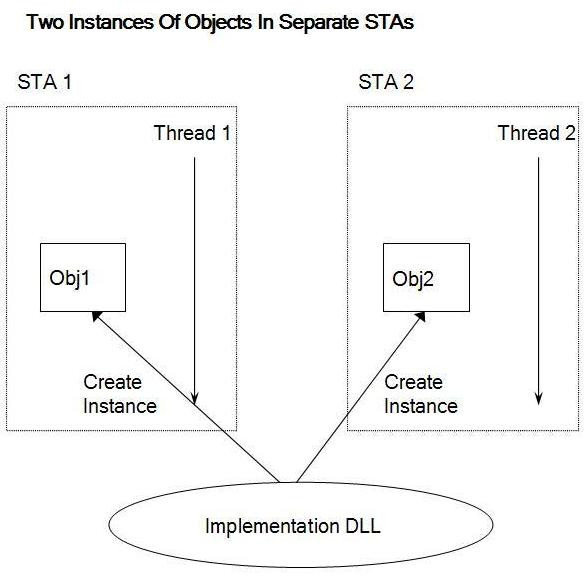 Two Instances Of Objects In Separate STAs
STA 1
STA 2
Thread 1
Thread 2
Obj1
Obj2
Create
Instance
Create
Instance
Implementation DLL